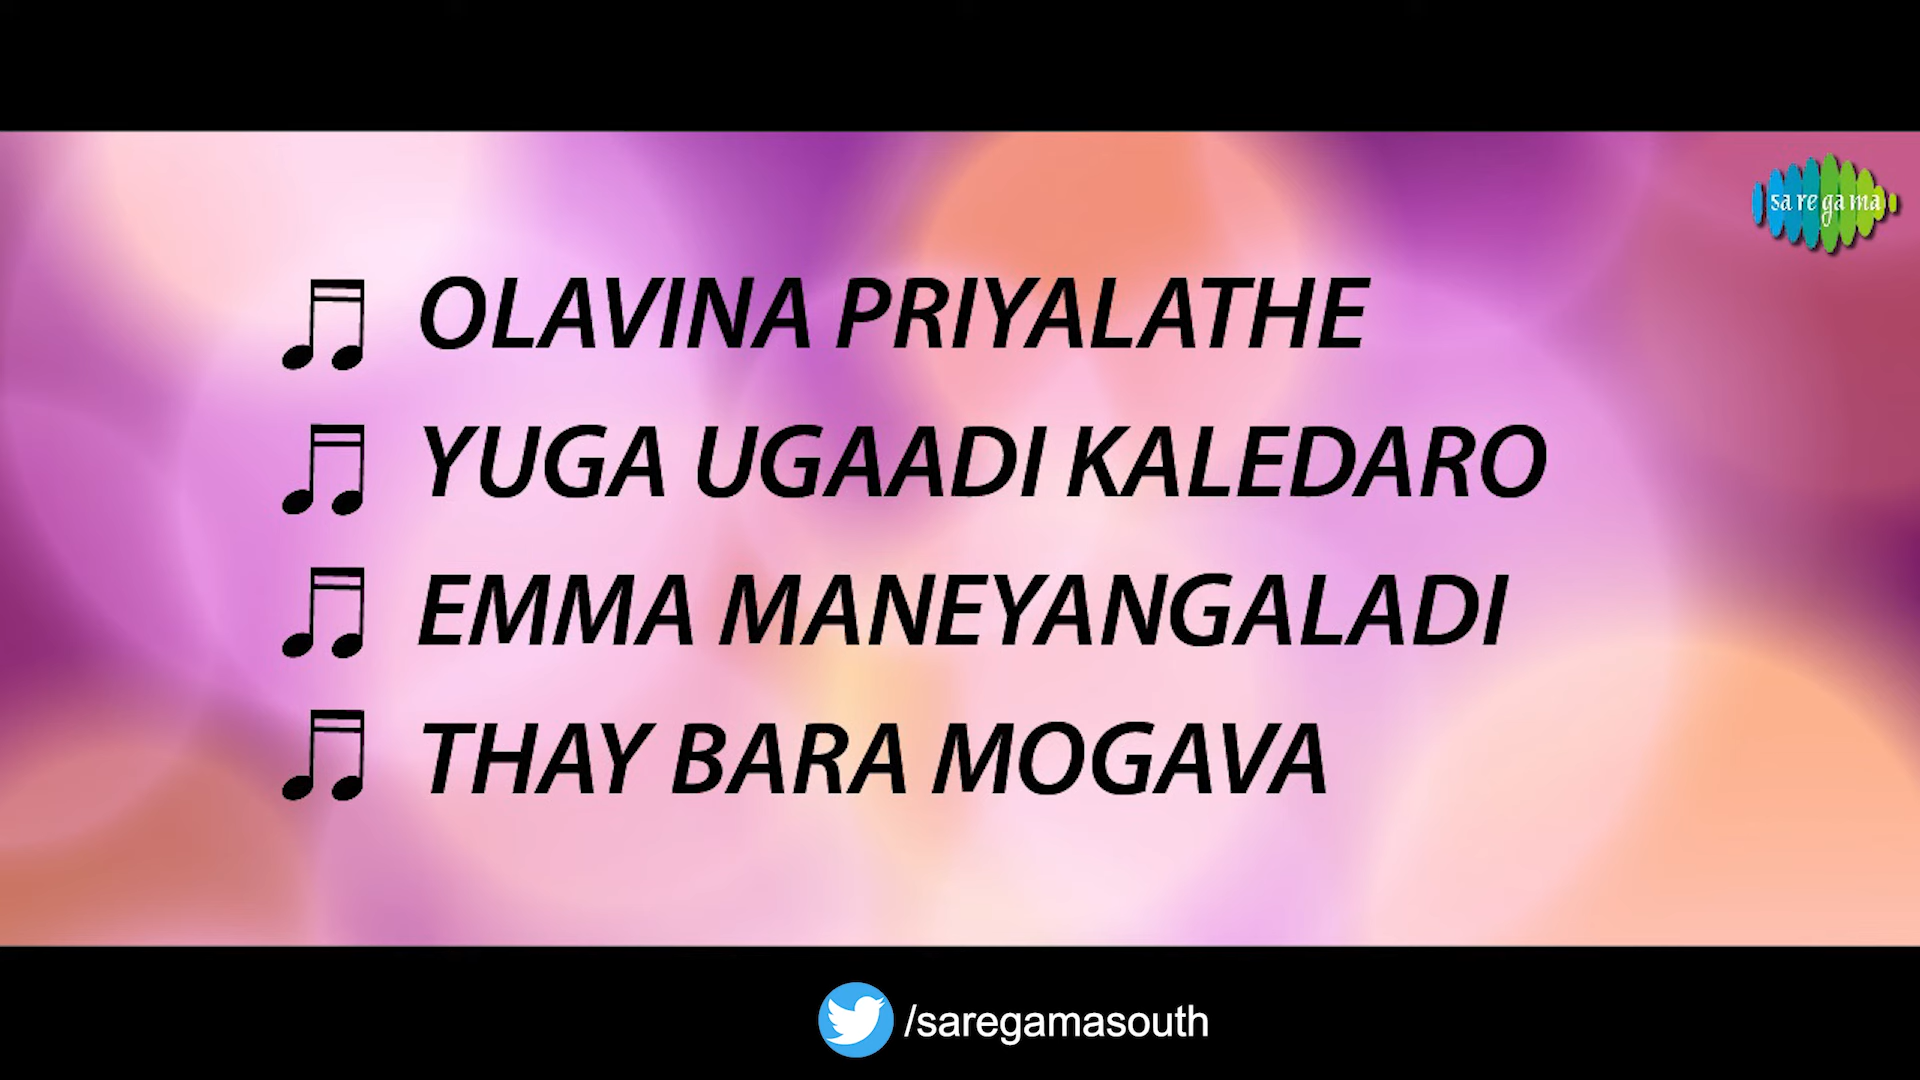 sa re ga ma
OLAVINA PRIYALATHE
YUGA UGAADI KALEDARO
EMMA MANEYANGALADI
THAY BARA MOGAVA
/saregamasouth